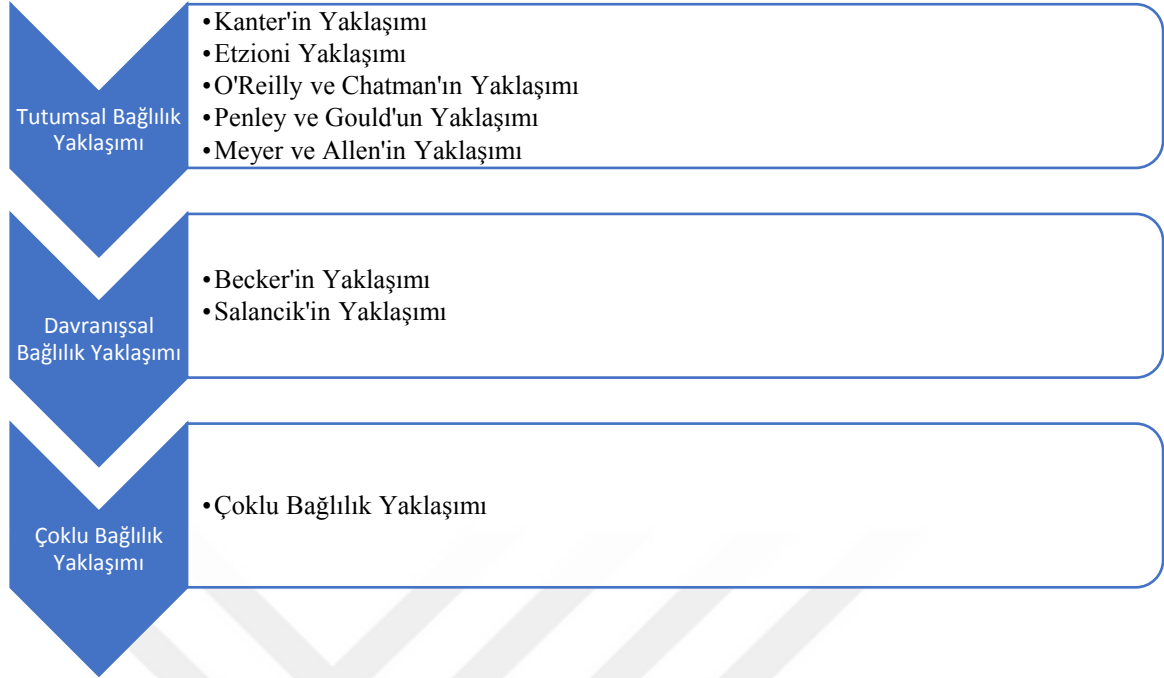 Tutumsal Bağlılık
Yaklaşımı
•Kanter'in Yaklaşımı
•Etzioni Yaklaşımı
•O'Reilly ve Chatman'ın Yaklaşımı
•Penley ve Gould'un Yaklaşımı
•Meyer ve Allen'in Yaklaşımı
Davranışsal
Bağlılık Yaklaşımı
•Becker'in Yaklaşımı
•Salancik'in Yaklaşımı
Çoklu Bağlılık
Yaklaşımı
•Çoklu Bağlılık Yaklaşımı